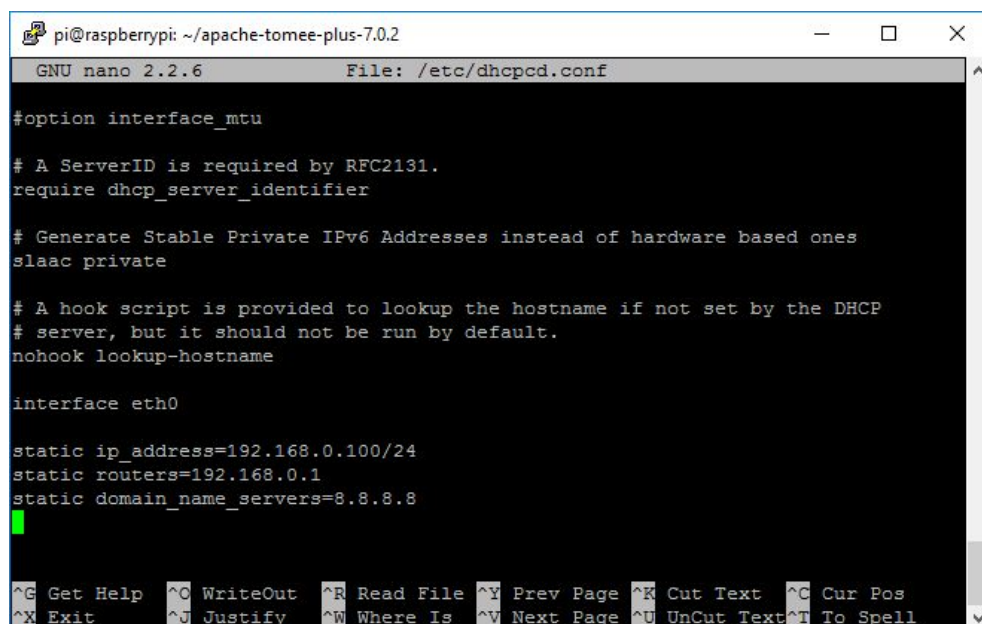 pi@raspberrypi: ~/apache-tomee-plus-7.0.2
GNU nano 2.2.6 File: /etc/dhcpcd.conf
#option interface_mtu
# A ServerID is required by RFC2131.
require dhcp_server_identifier
# Generate Stable Private IPv6 Addresses instead of hardware based ones
slaac private
# A hook script is provided to lookup the hostname if not set by the DHCP
# server, but it should not be run by default.
nohook lookup-hostname
interface eth0
static ip_address=192.168.0.100/24
static routers=192.168.0.1
static domain_name_servers=8.8.8.8
^G Get Help ^O WriteOut ^R Read File ^Y Prev Page ^K Cut Text ^C Cur Pos
^X Exit ^J Justify ^W Where Is ^V Next Page ^U UnCut Text ^T To Spell